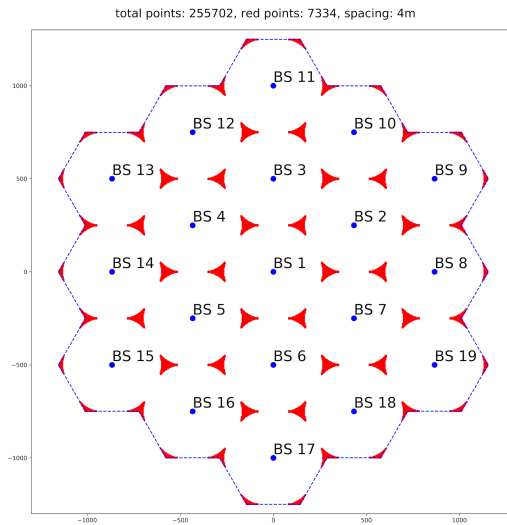 total points: 255702, red points: 7334, spacing: 4m
BS 11
1000
BS 12
BS 10
BS 13
BS 3
BS 9
500
BS 4
BS 2
BS 14
BS 1
BS 8
0
BS 5
BS 7
BS 15
BS 6
BS 19
−500
BS 16
BS 18
BS 17
−1000
−1000
−500
0
500
1000